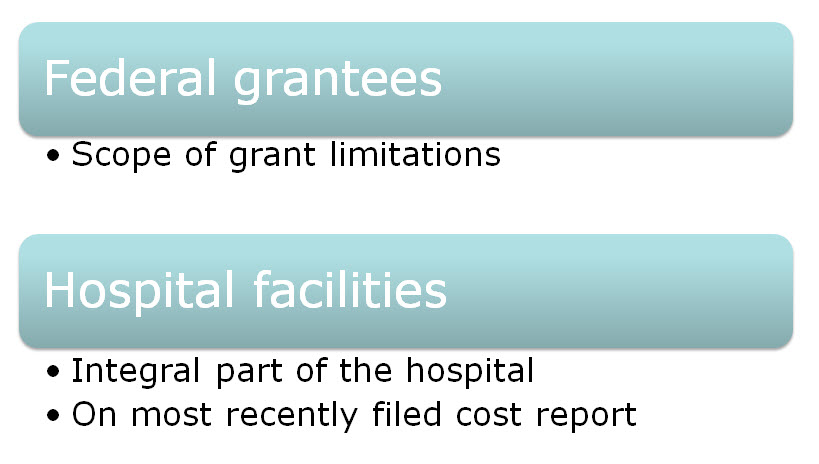 Federal grantees
• Scope of grant limitations
Hospital facilities
• Integral part of the hospital
• On most recently filed cost report